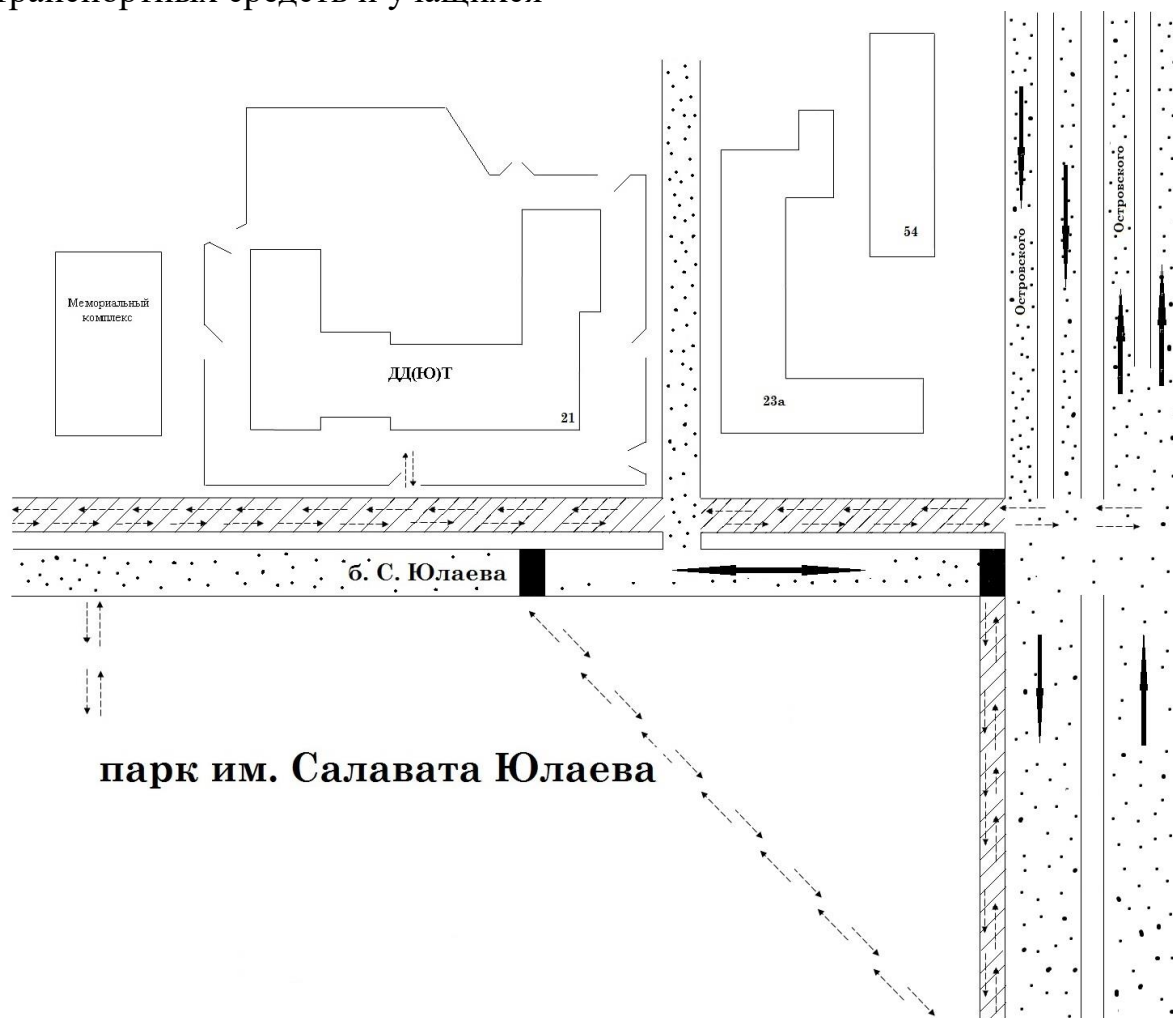 транспортных средств и учащихся
Островского
54
Островского
Мемориальный
комплекс
ДД(Ю)Т
21
23а
б. С. Юлаева
парк им. Салавата Юлаева